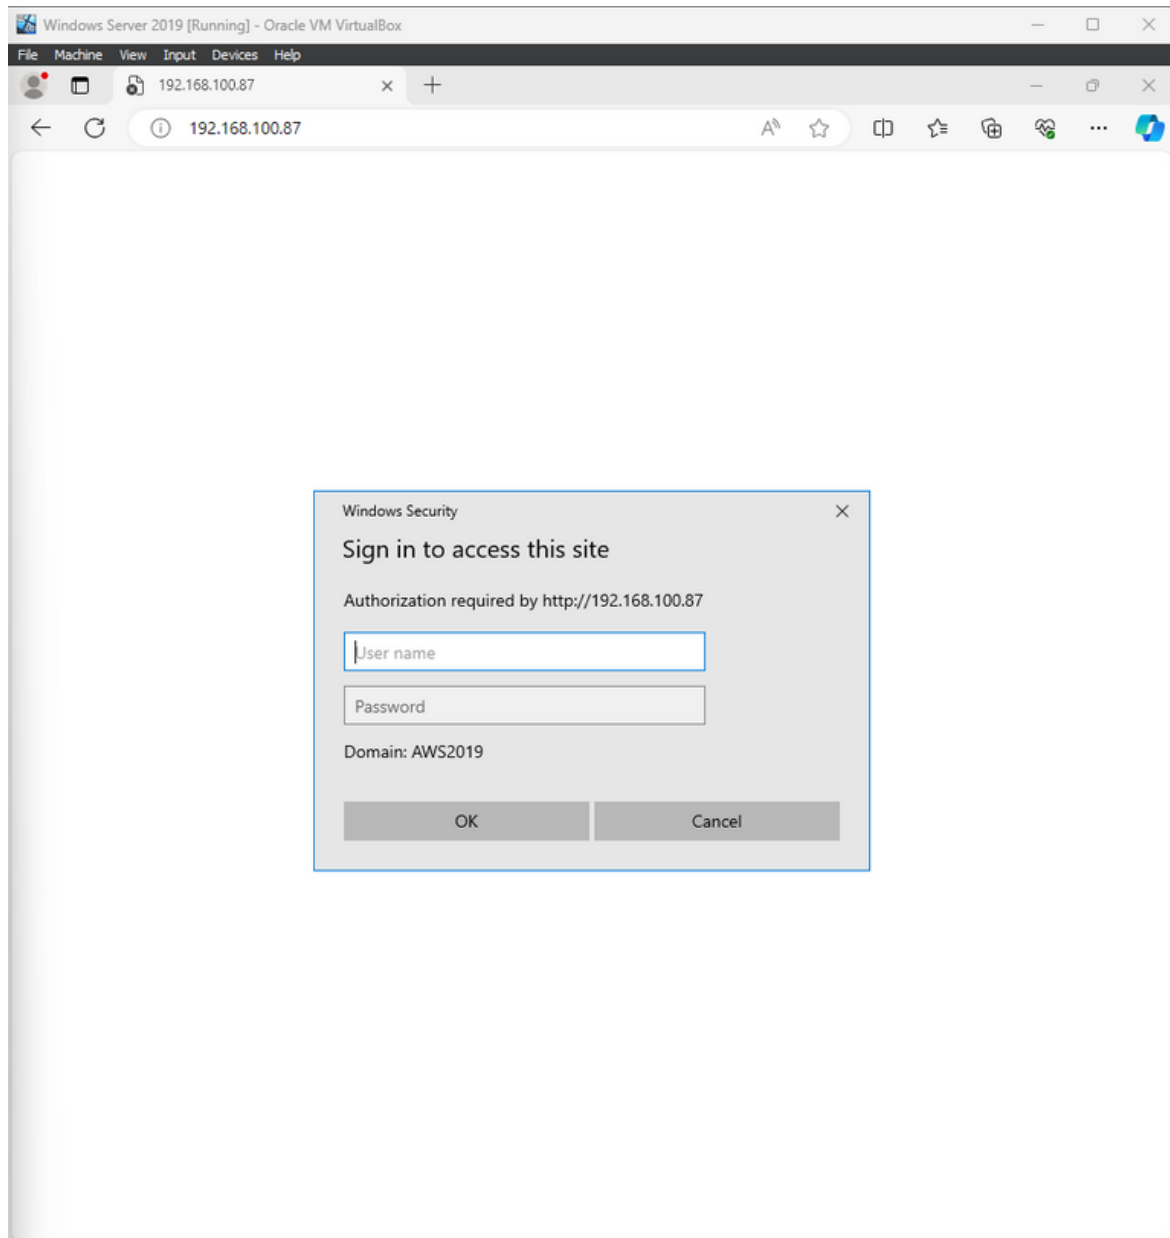 Windows Server 2019 [Running] - Oracle VM VirtualBox
File Machine View Input Devices Help
192.168.100.87
192.168.100.87
Windows Security
Sign in to access this site
Authorization required by http://192.168.100.87
User name
Password
Domain: AWS2019
OK Cancel